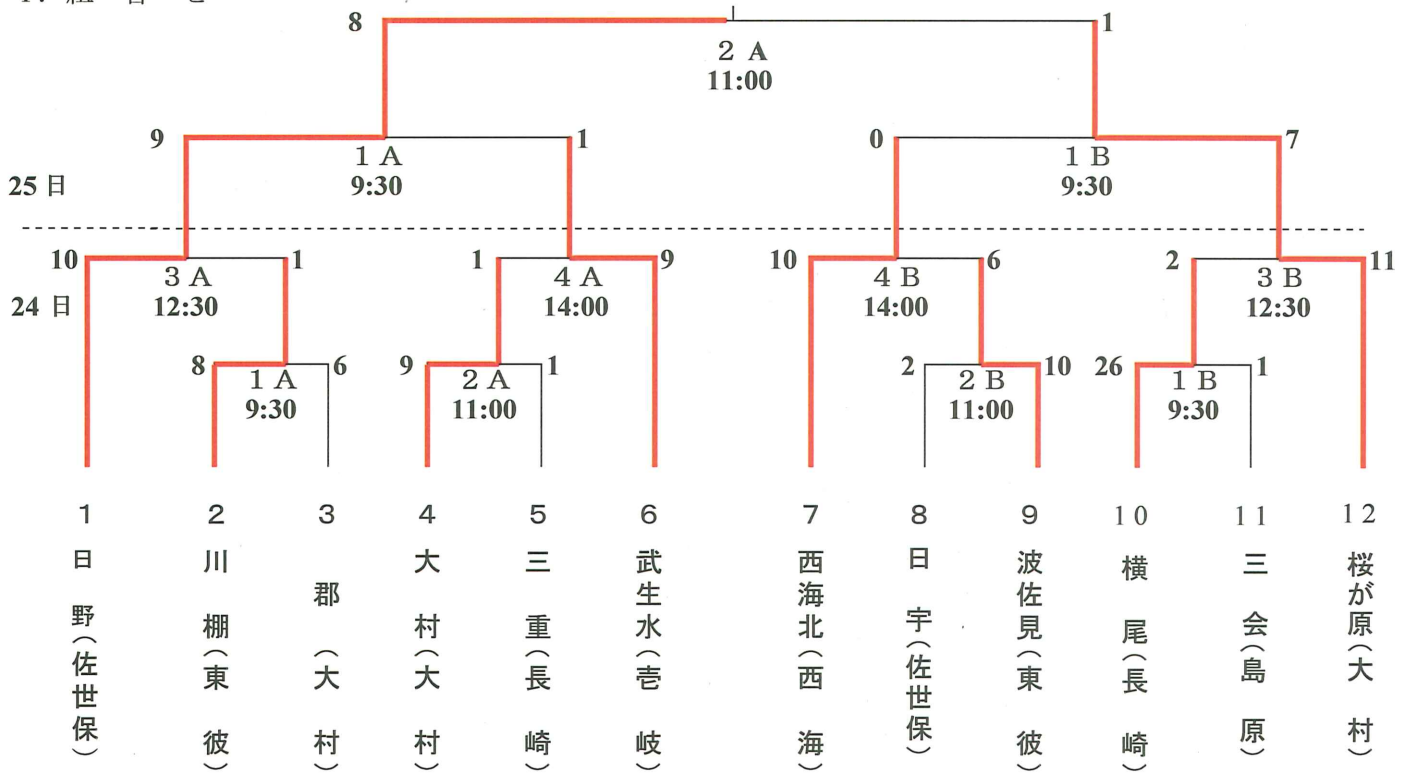 8 1
2 A
11:00
9 1 0 7
1 A 1 B
9:30 9:30
25 日
10 1 1 9 10 6 2 11
3 A 4 A 4 B 3 B
24 日 12:30 14:00 14:00 12:30
8 6 9 1 2 10 26 1
1 A 2 A 2 B 1 B
9:30 11:00 11:00 9:30
1 2 3 4 5 6 7 8 9 10 11 12
日野(佐世保)
川棚(東彼)
郡(大村)
大村(大村)
三重(長崎)
武生水(壱岐)
西海北(西海)
日宇(佐世保)
波佐見(東彼)
横尾(長崎)
三会(島原)
桜が原(大村)